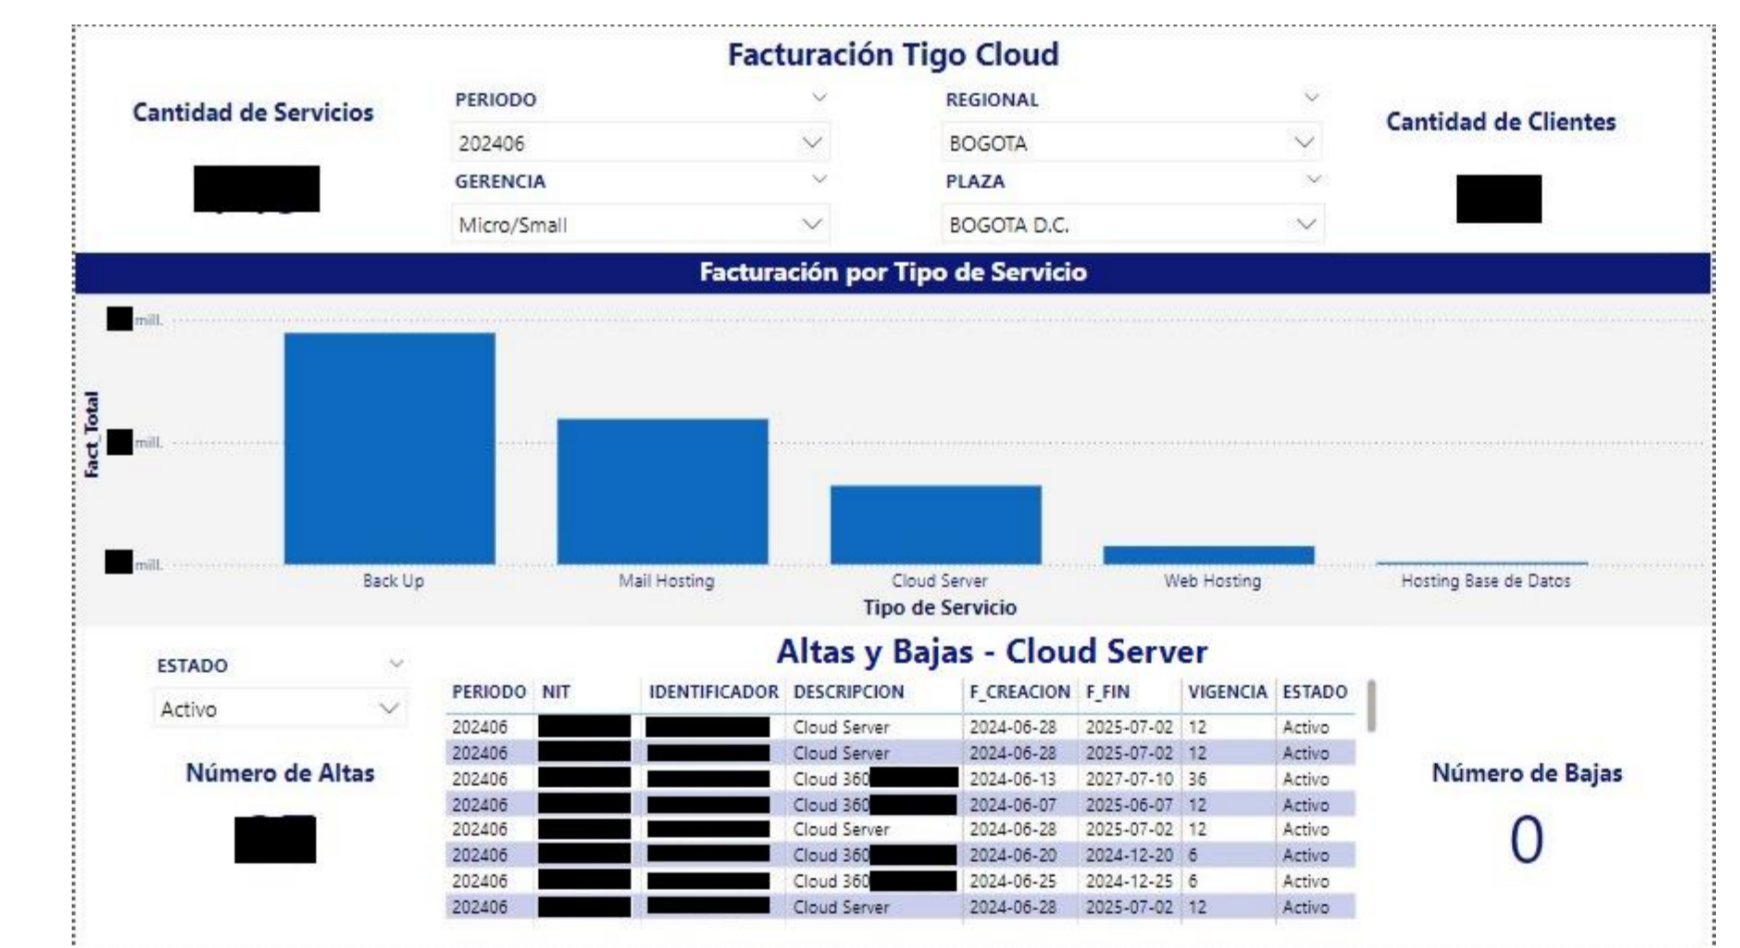 Facturación Tigo Cloud
Cantidad de Servicios
PERIODO
202406
GERENCIA
Micro/Small
REGIONAL
BOGOTA
PLAZA
BOGOTA D.C.
Cantidad de Clientes
Facturación por Tipo de Servicio
Fact_Total
mill.
mill.
mill.
Back Up Mail Hosting Cloud Server Web Hosting Hosting Base de Datos
Tipo de Servicio
ESTADO
Activo
Número de Altas
Altas y Bajas - Cloud Server
PERIODO NIT IDENTIFICADOR DESCRIPCION F_CREACION F_FIN VIGENCIA ESTADO
202406 Cloud Server 2024-06-28 2025-07-02 12 Activo
202406 Cloud Server 2024-06-28 2025-07-02 12 Activo
202406 Cloud 360 2024-06-13 2027-07-10 36 Activo
202406 Cloud 360 2024-06-07 2025-06-07 12 Activo
202406 Cloud Server 2024-06-28 2025-07-02 12 Activo
202406 Cloud 360 2024-06-20 2024-12-20 6 Activo
202406 Cloud 360 2024-06-25 2024-12-25 6 Activo
202406 Cloud Server 2024-06-28 2025-07-02 12 Activo
Número de Bajas
0